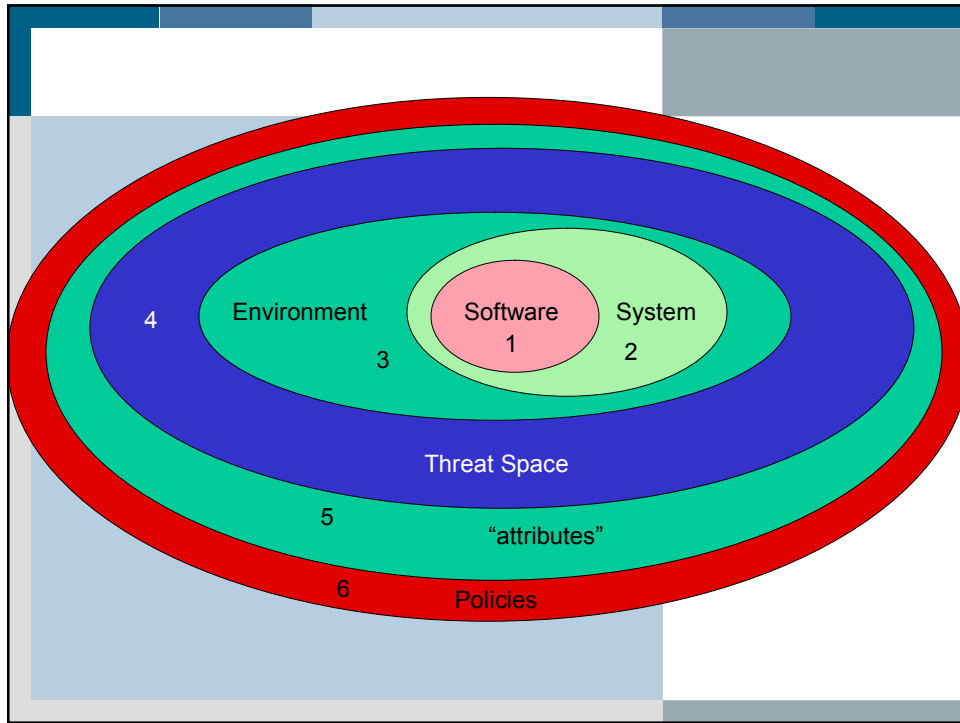 4
Environment
Software
System
3
1
2
Threat Space
5
“attributes”
6
Policies